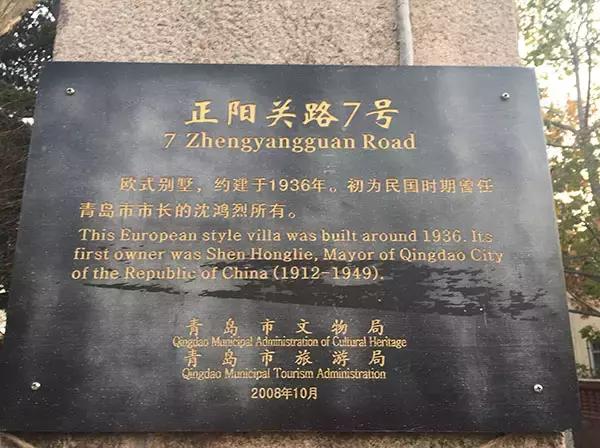 正阳关路7号
7 Zhengyangguan Road
欧式别墅，约建于1936年。初为民国时期曾任
青岛市市长的沈鸿烈所有。
This European style villa was built around 1936. Its
first owner was Shen Honglie, Mayor of Qingdao City
of the Republic of China (1912-1949).
青岛市文物局
Qingdao Municipal Administration of Cultural Heritage
青岛市旅游局
Qingdao Municipal Tourism Administration
2008年10月